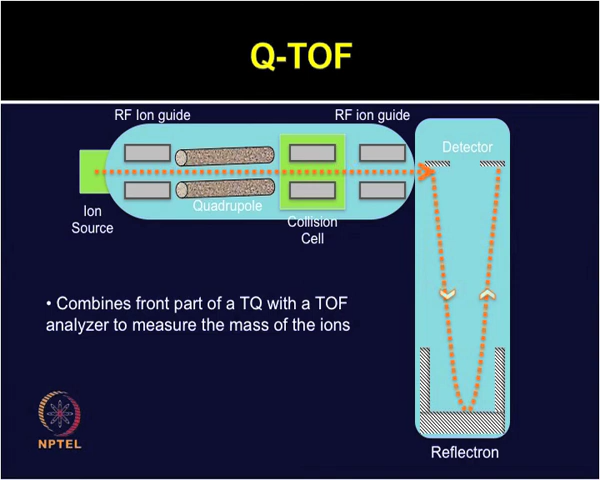 Q-TOF
RF Ion guide
RF ion guide
Detector
Ion
Source
Quadrupole
Collision
Cell
• Combines front part of a TQ with a TOF
analyzer to measure the mass of the ions
NPTEL
Reflectron